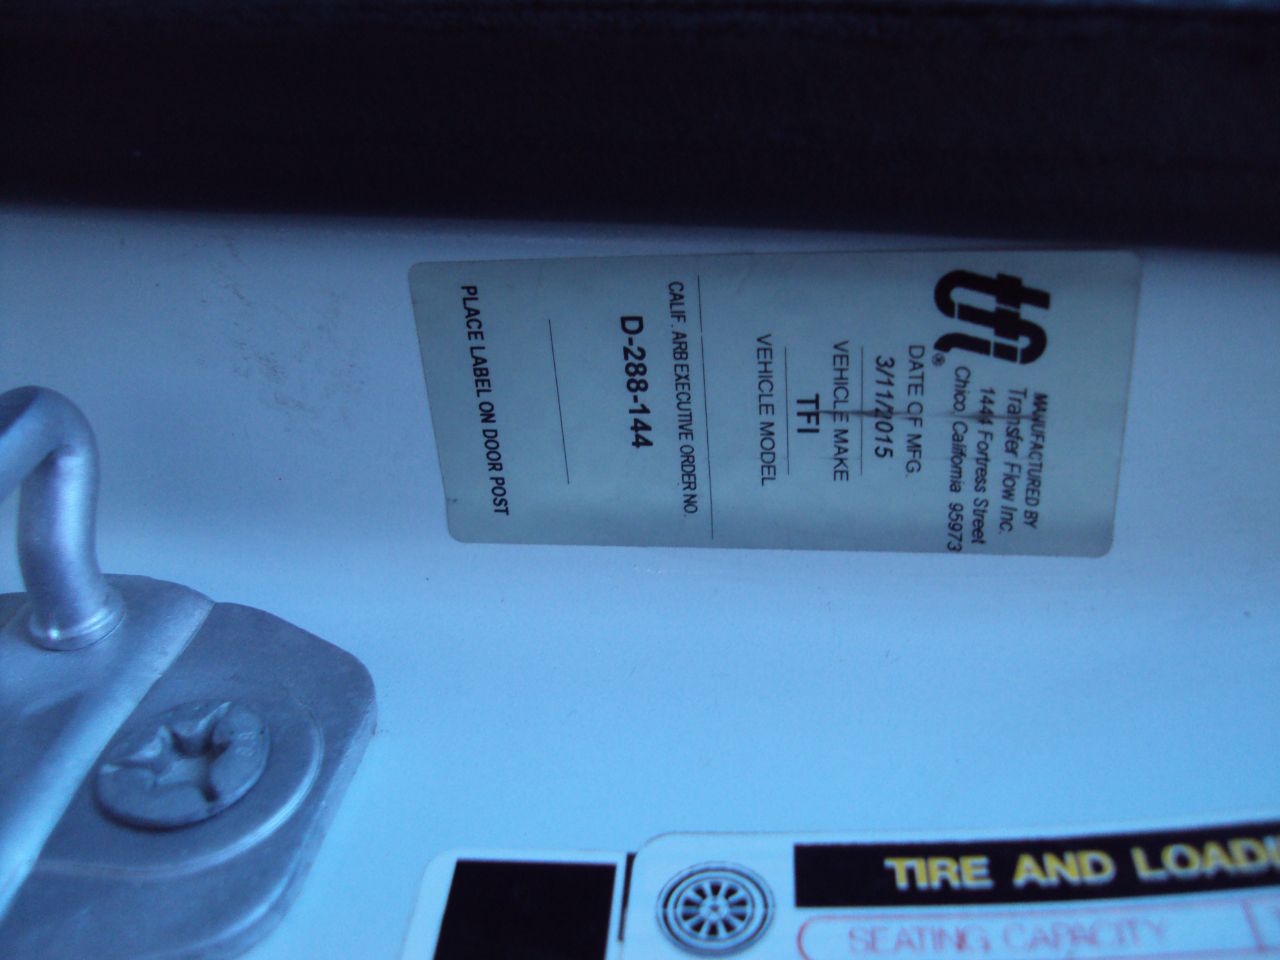 tfi®
MANUFACTURED BY
Transfer Flow Inc.
1444 Fortress Street
Chico, California 95973
DATE OF MFG.
3/11/2015
VEHICLE MAKE
TFI
VEHICLE MODEL
CALIF. ARB EXECUTIVE ORDER NO.
D-288-144
PLACE LABEL ON DOOR POST
TIRE AND LOADI
SEATING CAPACITY